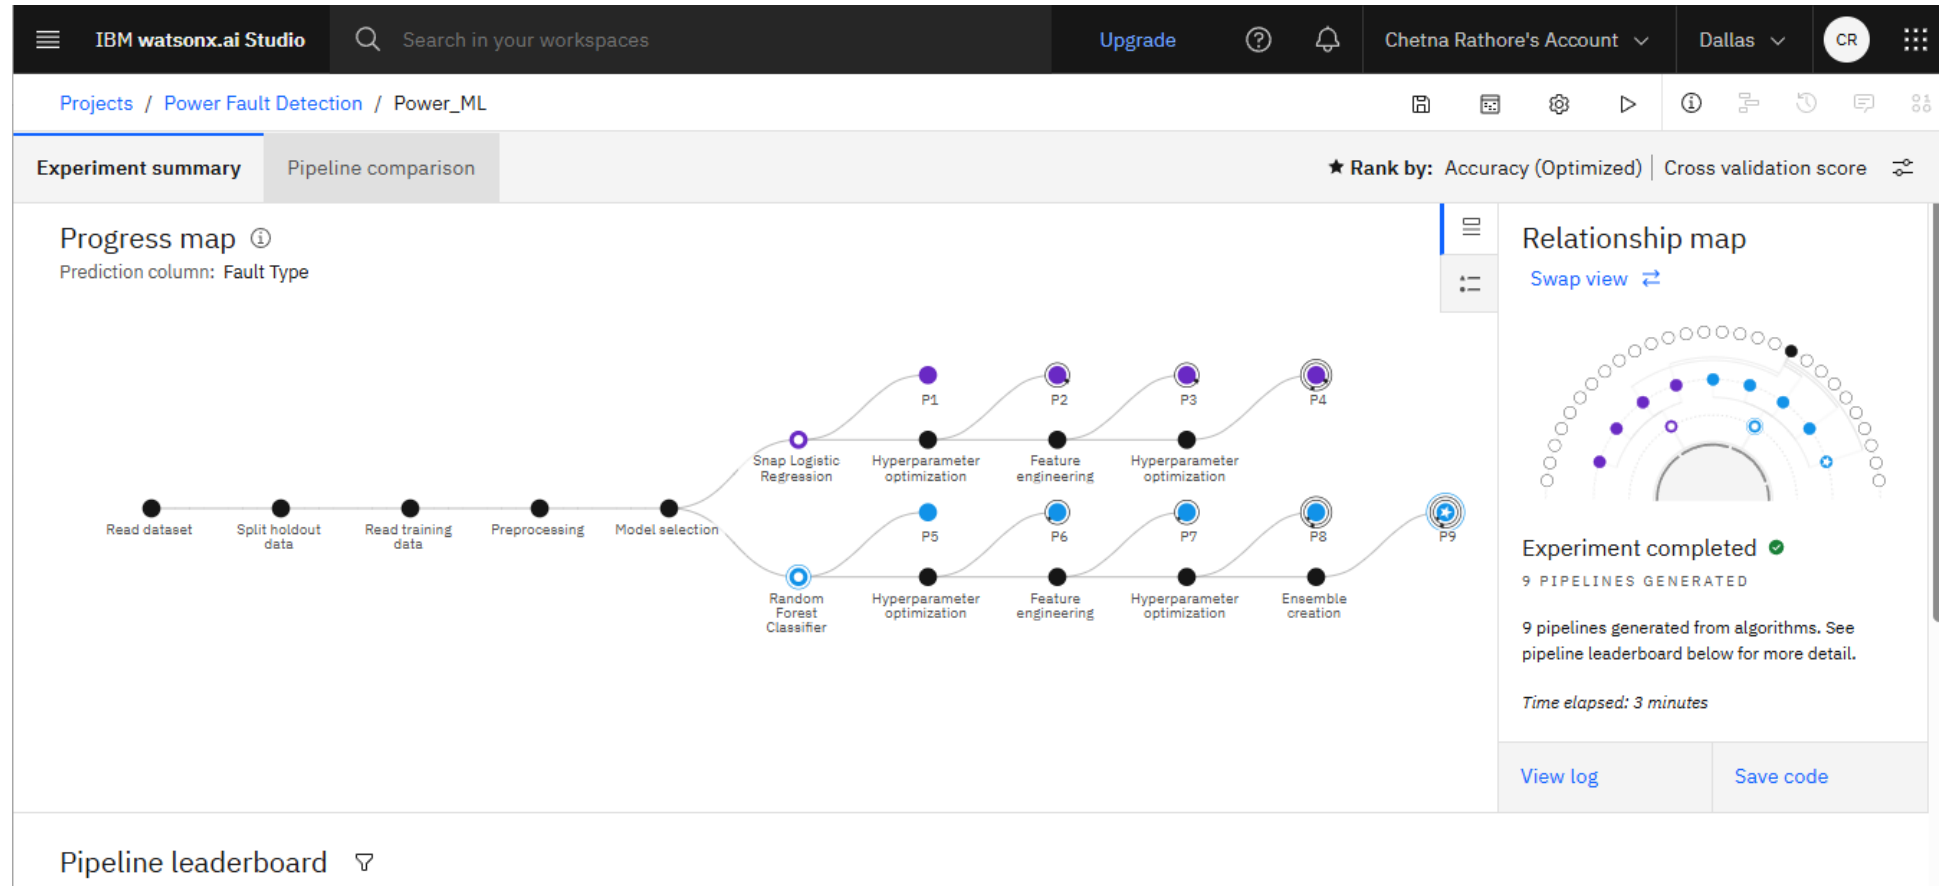 IBM watsonx.ai Studio
Search in your workspaces
Upgrade
Chetna Rathore's Account
Dallas
CR
Projects / Power Fault Detection / Power_ML
Experiment summary
Pipeline comparison
Rank by: Accuracy (Optimized) | Cross validation score
Progress map
Prediction column: Fault Type
P1
P2
P3
P4
Snap Logistic
Regression
Hyperparameter
optimization
Feature
engineering
Hyperparameter
optimization
Read dataset
Split holdout
data
Read training
data
Preprocessing
Model selection
P5
P6
P7
P8
P9
Random
Forest
Classifier
Hyperparameter
optimization
Feature
engineering
Hyperparameter
optimization
Ensemble
creation
Relationship map
Swap view
Experiment completed
9 PIPELINES GENERATED
9 pipelines generated from algorithms. See
pipeline leaderboard below for more detail.
Time elapsed: 3 minutes
View log
Save code
Pipeline leaderboard